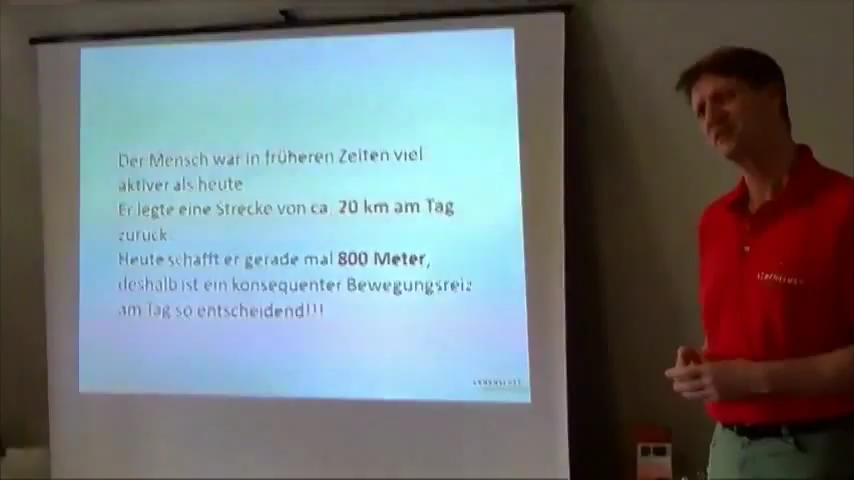 Der Mensch war in früheren Zeiten viel
aktiver als heute
Er legte eine Strecke von ca. 20 km am Tag
zurück.
Heute schafft er gerade mal 800 Meter,
deshalb ist ein konsequenter Bewegungsreiz
am Tag so entscheidend!!!